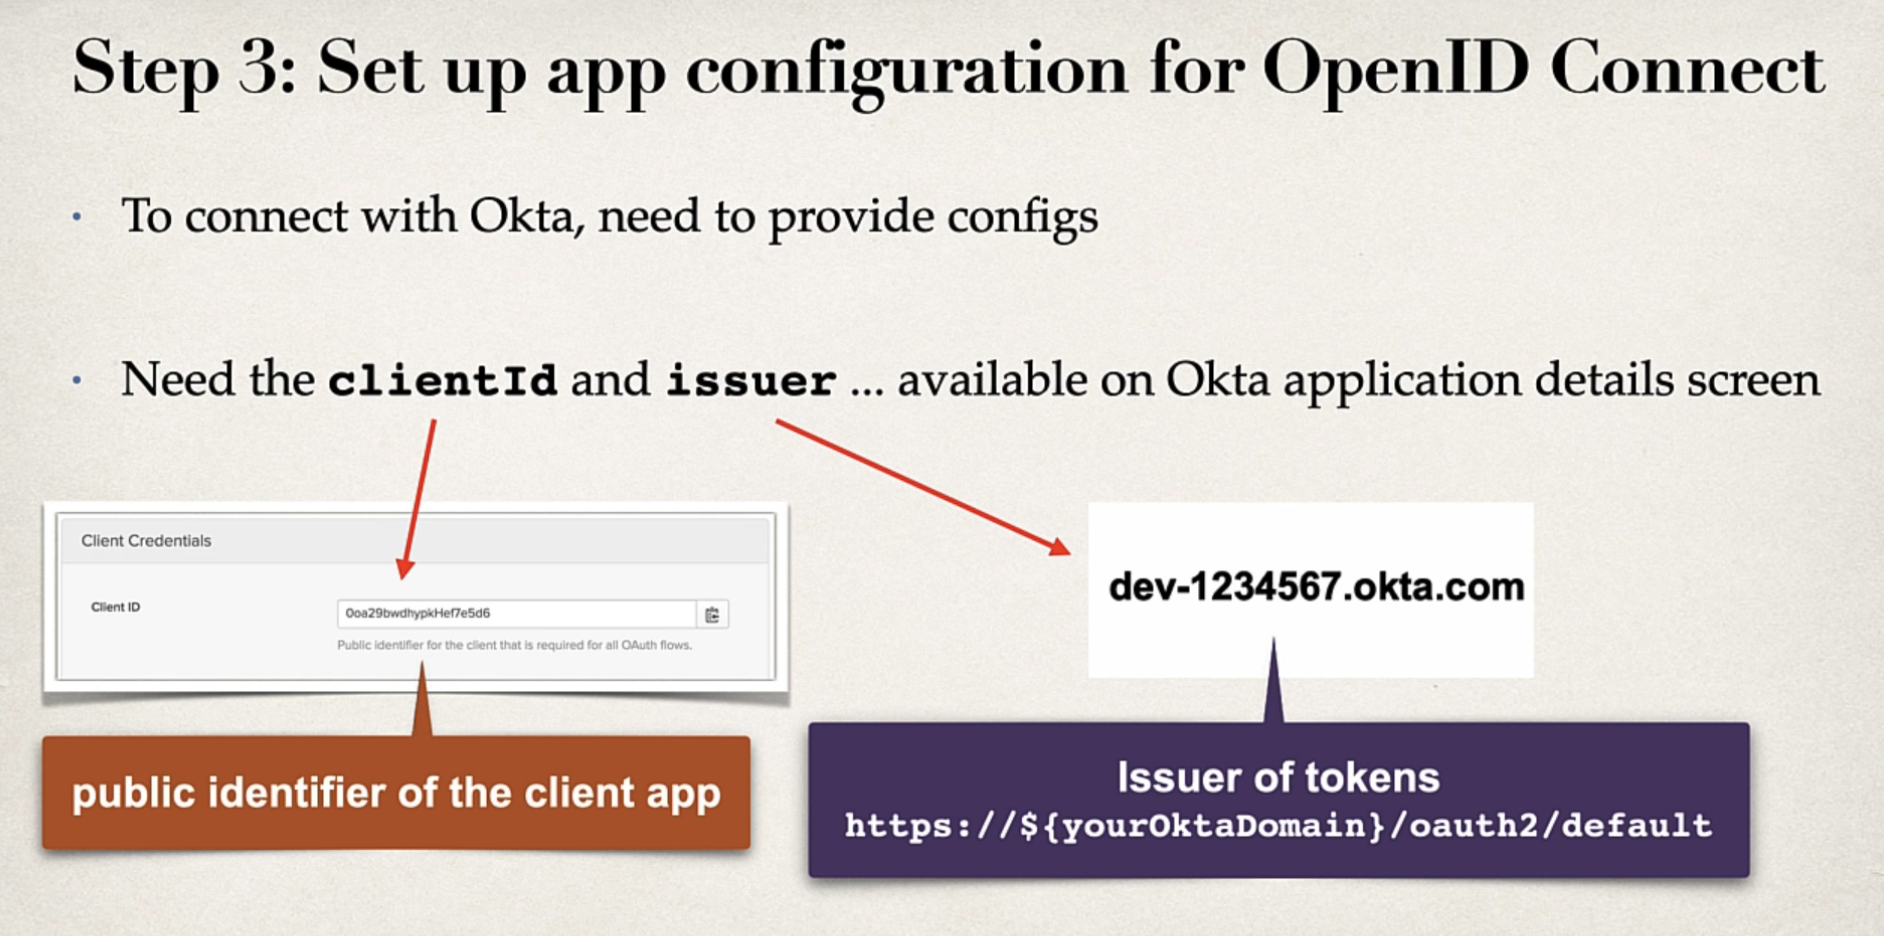 Step 3: Set up app configuration for OpenID Connect
• To connect with Okta, need to provide configs
• Need the clientId and issuer ... available on Okta application details screen
Client Credentials
Client ID
0oa29bwdhypkHef7e5d6
Public identifier for the client that is required for all OAuth flows.
dev-1234567.okta.com
public identifier of the client app
Issuer of tokens
https://${yourOktaDomain}/oauth2/default